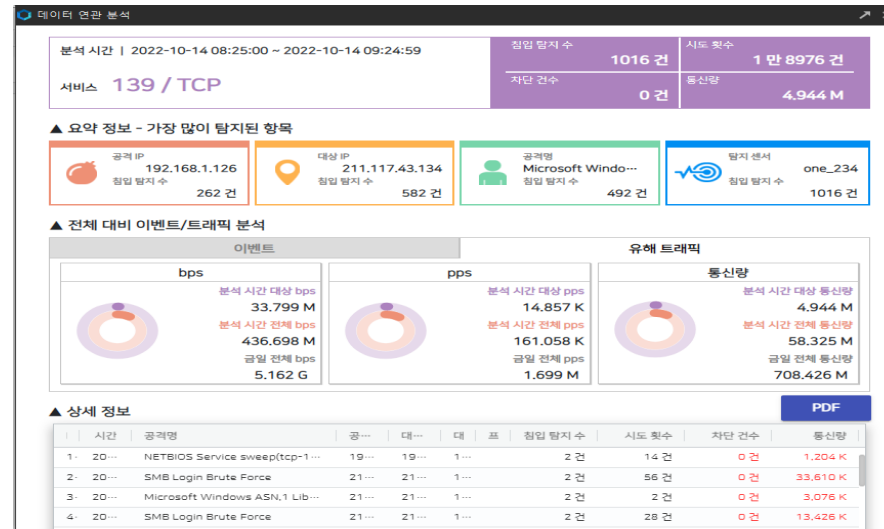 데이터 연관 분석
분석 시간 | 2022-10-14 08:25:00 ~ 2022-10-14 09:24:59
서비스 139 / TCP
침입 탐지 수 1016 건
시도 횟수 1 만 8976 건
차단 건수 0 건
통신량 4.944 M
▲ 요약 정보 - 가장 많이 탐지된 항목
공격 IP
192.168.1.126
침입 탐지 수
262 건
대상 IP
211.117.43.134
침입 탐지 수
582 건
공격명
Microsoft Windo···
침입 탐지 수
492 건
탐지 센서
one_234
침입 탐지 수
1016 건
▲ 전체 대비 이벤트/트래픽 분석
이벤트 유해 트래픽
bps
분석 시간 대상 bps
33.799 M
분석 시간 전체 bps
436.698 M
금일 전체 bps
5.162 G
pps
분석 시간 대상 pps
14.857 K
분석 시간 전체 pps
161.058 K
금일 전체 pps
1.699 M
통신량
분석 시간 대상 통신량
4.944 M
분석 시간 전체 통신량
58.325 M
금일 전체 통신량
708.426 M
▲ 상세 정보
PDF
시간 공격명 공··· 대··· 대 프 침입 탐지 수 시도 횟수 차단 건수 통신량
1· 20··· NETBIOS Service sweep(tcp-1··· 19··· 19··· 1··· 2 건 14 건 0 건 1,204 K
2· 20··· SMB Login Brute Force 21··· 21··· 1··· 2 건 56 건 0 건 33,610 K
3· 20··· Microsoft Windows ASN,1 Lib··· 21··· 21··· 1··· 2 건 2 건 0 건 3,076 K
4· 20··· SMB Login Brute Force 21··· 21··· 1··· 2 건 28 건 0 건 13,426 K